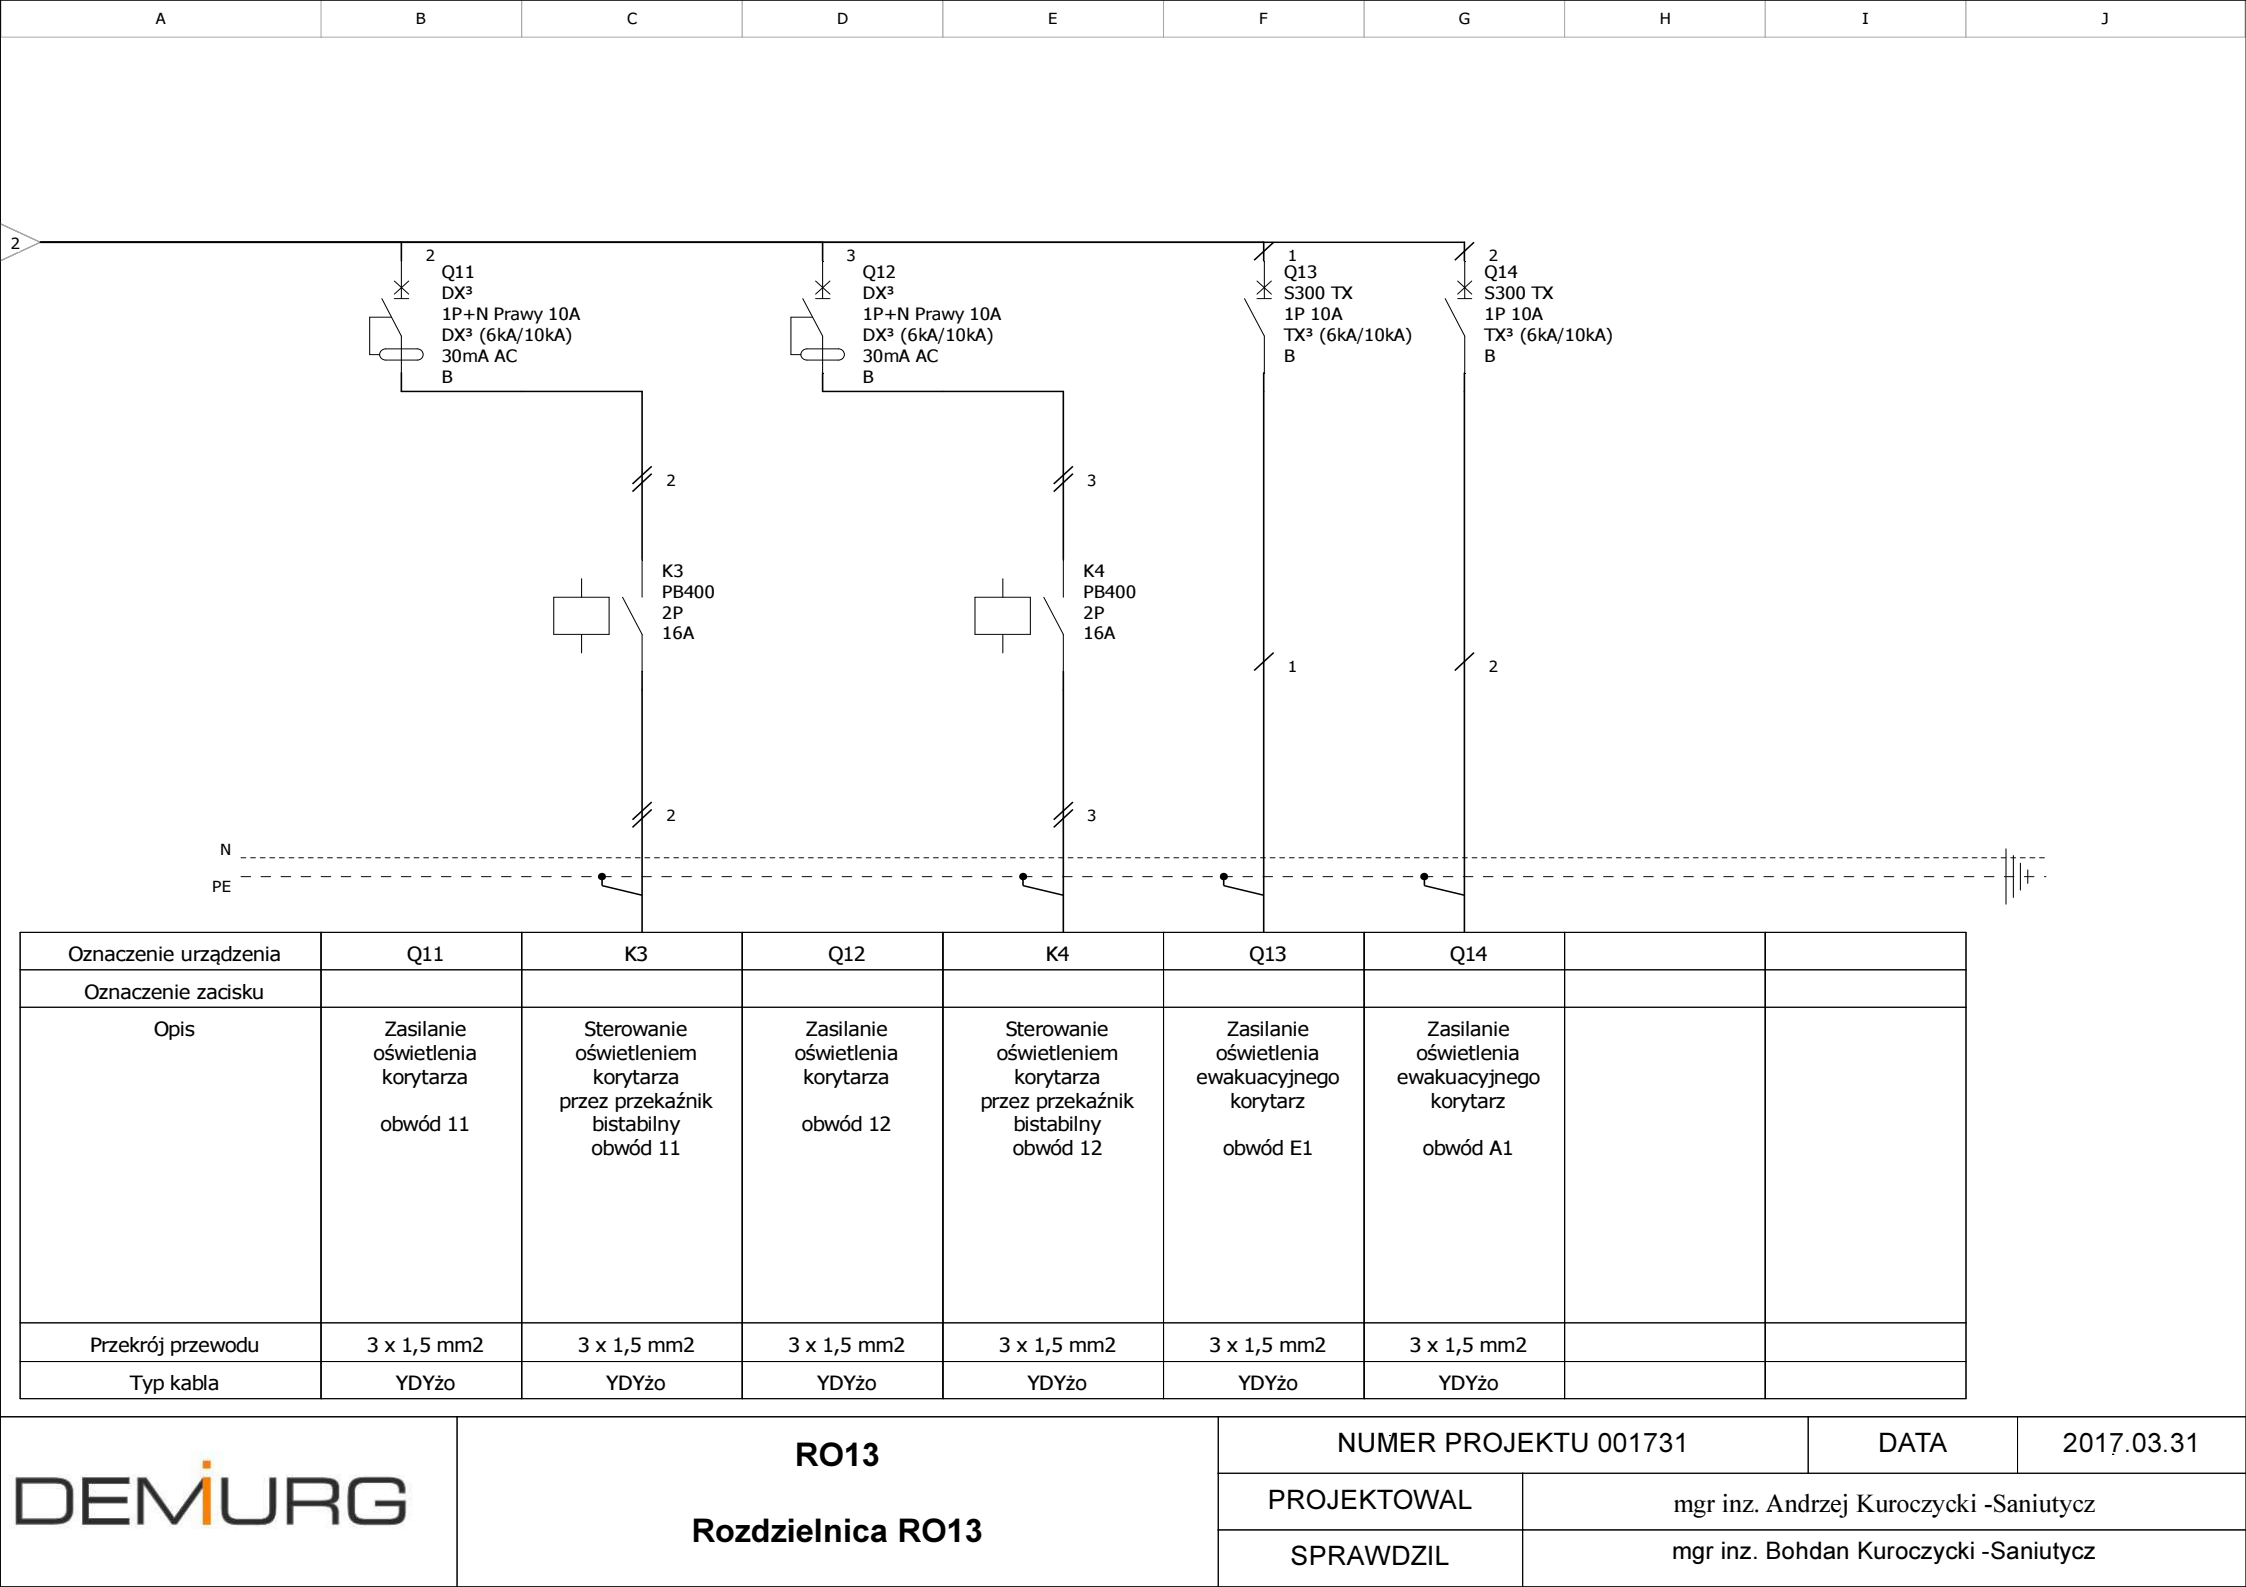 A B C D E F G H I J
2
2
Q11
DX³
1P+N Prawy 10A
DX³ (6kA/10kA)
30mA AC
B
3
Q12
DX³
1P+N Prawy 10A
DX³ (6kA/10kA)
30mA AC
B
1
Q13
S300 TX
1P 10A
TX³ (6kA/10kA)
B
2
Q14
S300 TX
1P 10A
TX³ (6kA/10kA)
B
2
3
K3
PB400
2P
16A
K4
PB400
2P
16A
1
2
2
3
N
PE
Oznaczenie urządzenia Q11 K3 Q12 K4 Q13 Q14
Oznaczenie zacisku
Opis
Zasilanie
oświetlenia
korytarza
obwód 11
Sterowanie
oświetleniem
korytarza
przez przekaźnik
bistabilny
obwód 11
Zasilanie
oświetlenia
korytarza
obwód 12
Sterowanie
oświetleniem
korytarza
przez przekaźnik
bistabilny
obwód 12
Zasilanie
oświetlenia
ewakuacyjnego
korytarz
obwód E1
Zasilanie
oświetlenia
ewakuacyjnego
korytarz
obwód A1
Przekrój przewodu 3 x 1,5 mm2 3 x 1,5 mm2 3 x 1,5 mm2 3 x 1,5 mm2 3 x 1,5 mm2 3 x 1,5 mm2
Typ kabla YDYżo YDYżo YDYżo YDYżo YDYżo YDYżo
DEMiURG
RO13
Rozdzielnica RO13
NUMER PROJEKTU 001731 DATA 2017.03.31
PROJEKTOWAL mgr inz. Andrzej Kuroczycki -Saniutycz
SPRAWDZIL mgr inz. Bohdan Kuroczycki -Saniutycz